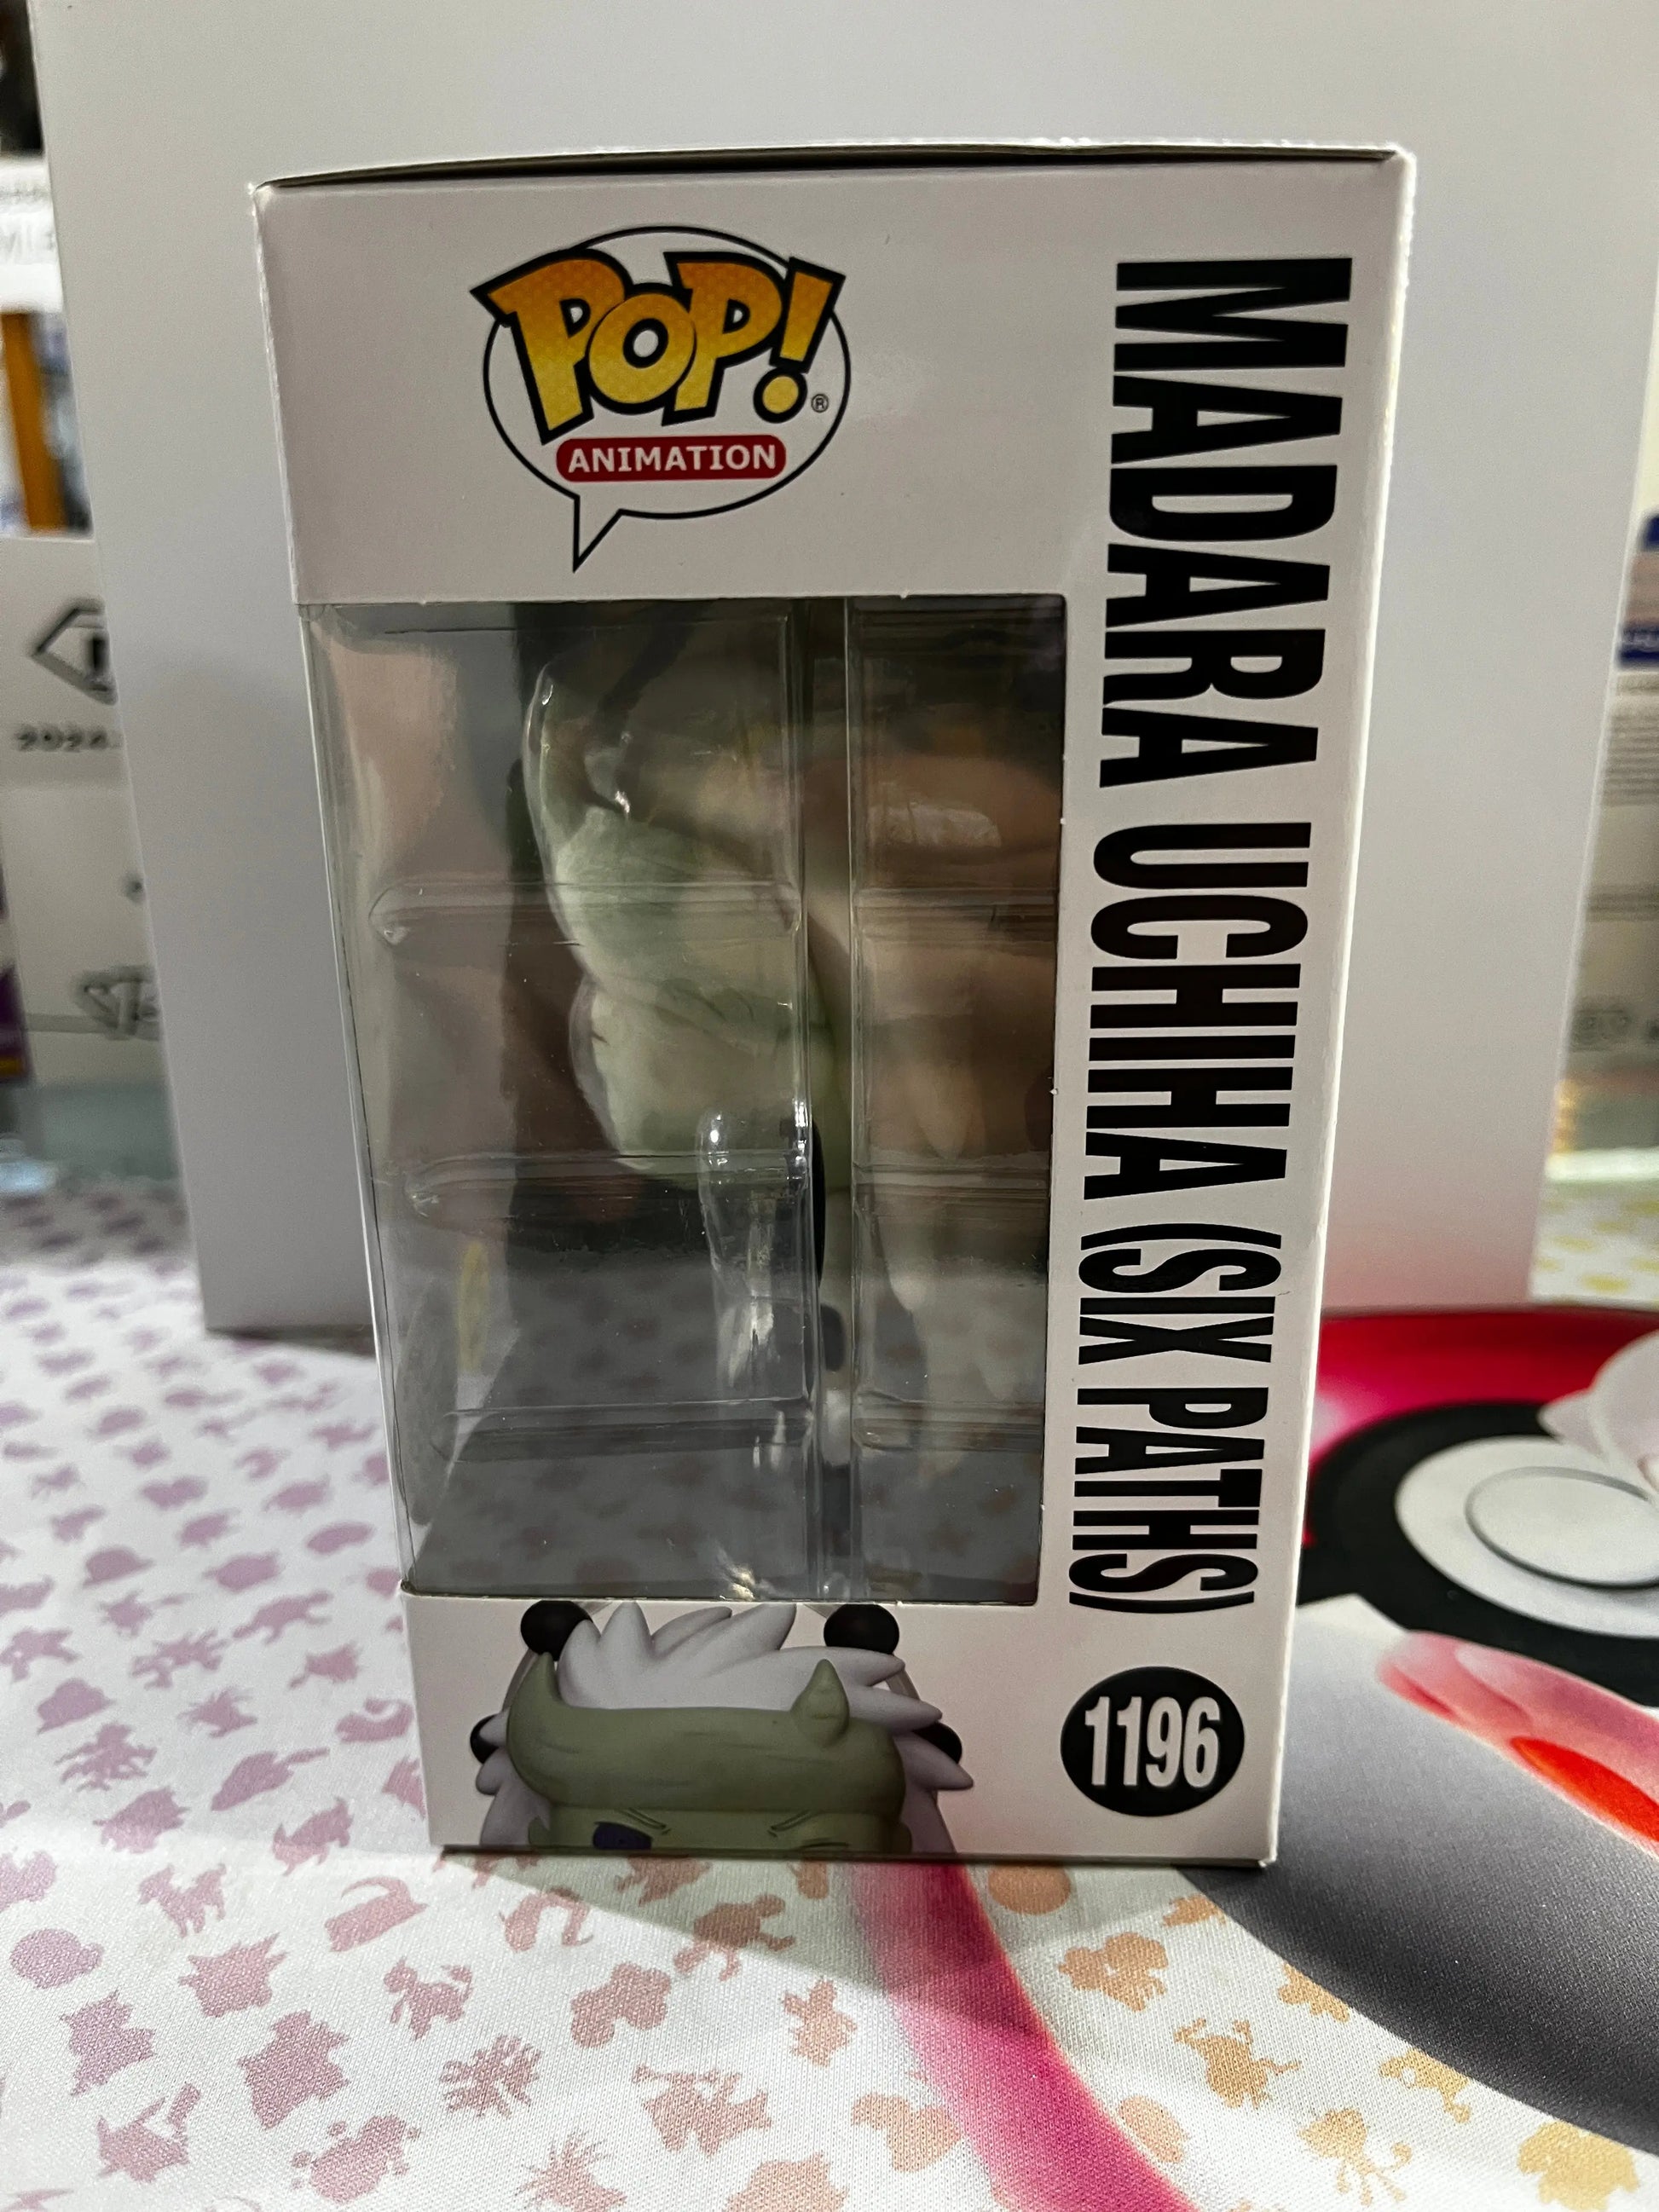 POP!
®
ANIMATION
MADARA UCHIHA (SIX PATHS)
1196